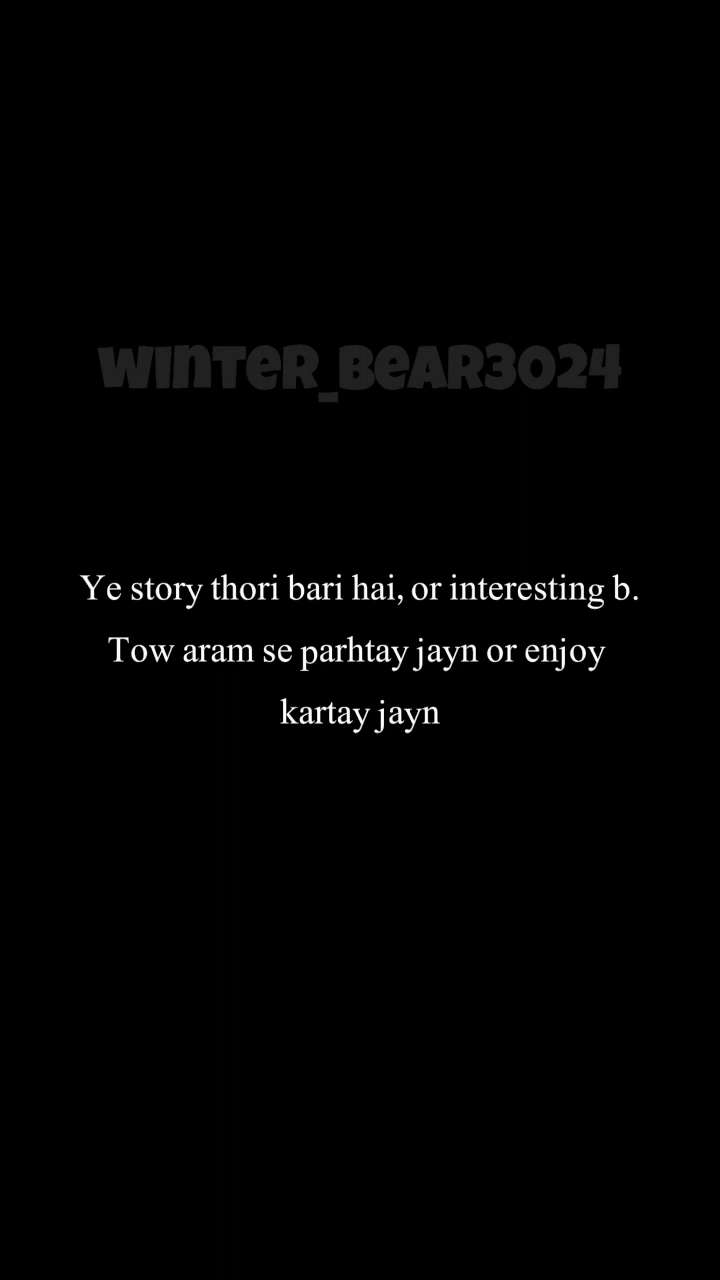 WINTER_BEAR3024
Ye story thori bari hai, or interesting b.
Tow aram se parhtay jayn or enjoy
kartay jayn